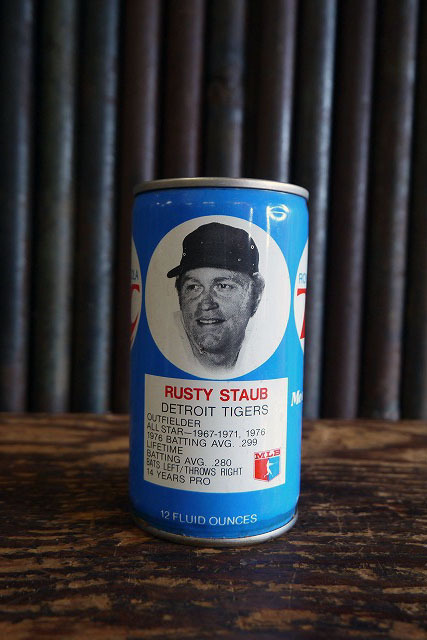 RUSTY STAUB
DETROIT TIGERS
OUTFIELDER
ALL STAR—1967-1971, 1976
1976 BATTING AVG. .299
LIFETIME
BATTING AVG. .280
BATS LEFT/THROWS RIGHT
14 YEARS PRO
MLB
12 FLUID OUNCES